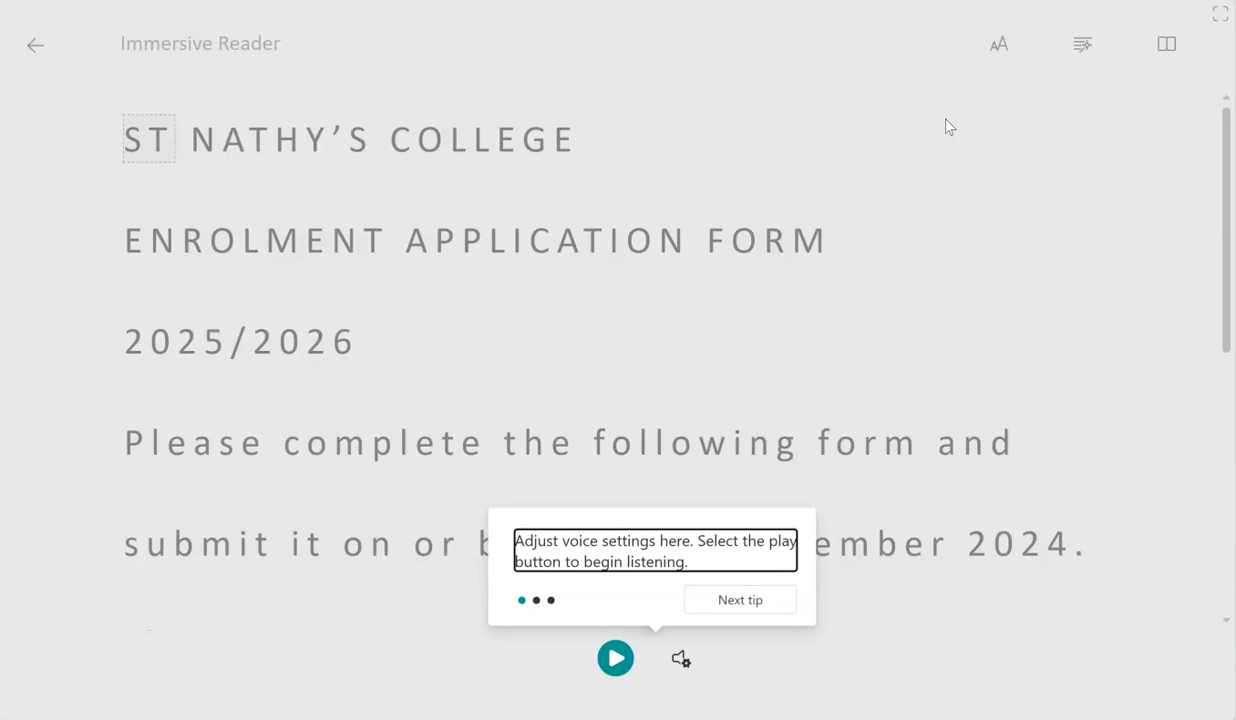 Immersive Reader
AA
ST NATHY’S COLLEGE
ENROLMENT APPLICATION FORM
2025/2026
Please complete the following form and
submit it on or 2024.
Adjust voice settings here. Select the play
button to begin listening.
Next tip